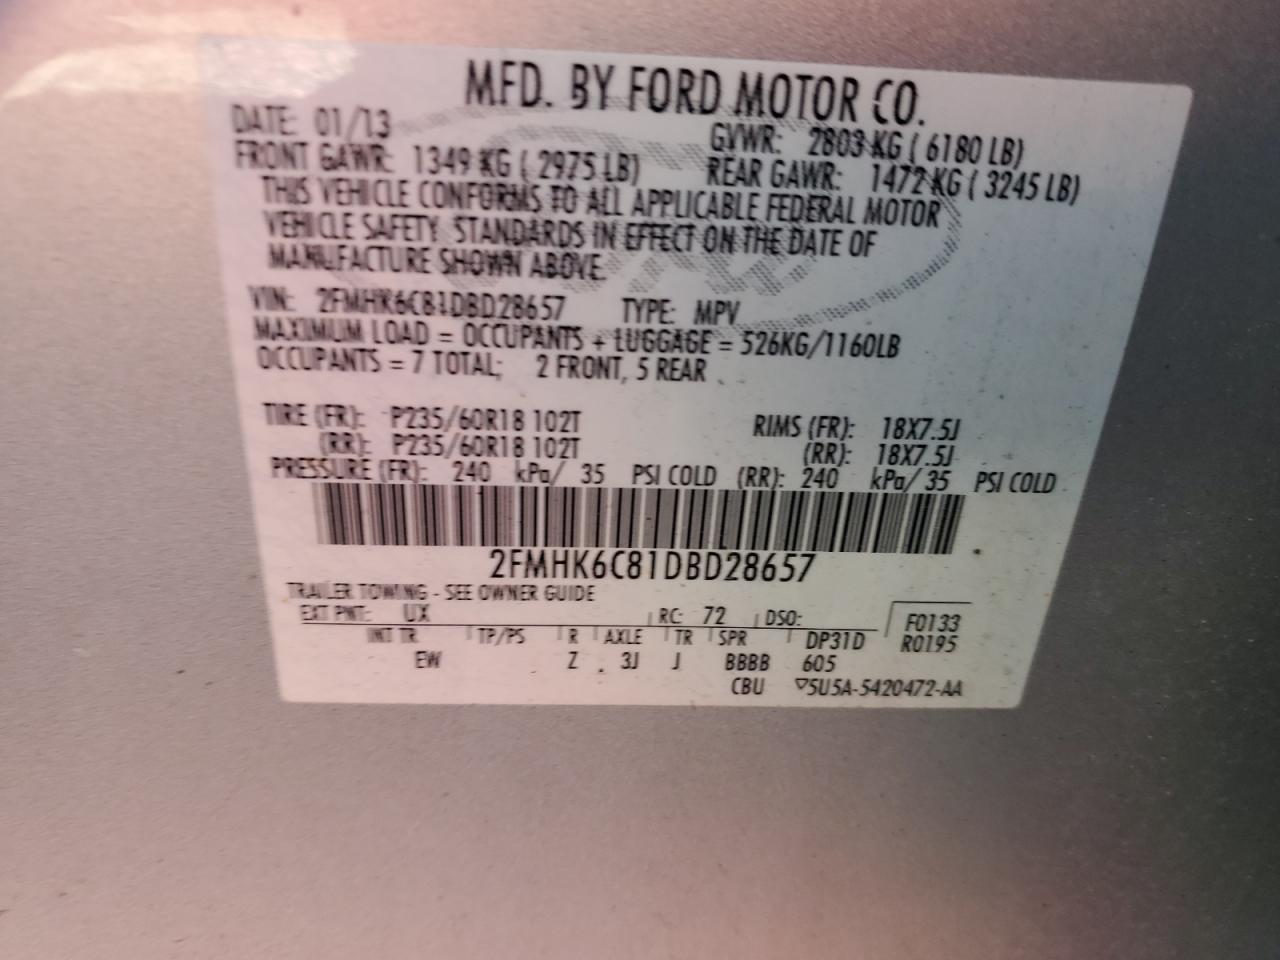 MFD. BY FORD MOTOR CO.
DATE: 01/13 GVWR: 2803 KG ( 6180 LB)
FRONT GAWR: 1349 KG ( 2975 LB) REAR GAWR: 1472 KG ( 3245 LB)
THIS VEHICLE CONFORMS TO ALL APPLICABLE FEDERAL MOTOR
VEHICLE SAFETY STANDARDS IN EFFECT ON THE DATE OF
MANUFACTURE SHOWN ABOVE.
VIN: 2FMHK6C81DBD28657 TYPE: MPV
MAXIMUM LOAD = OCCUPANTS + LUGGAGE = 526KG/1160LB
OCCUPANTS = 7 TOTAL; 2 FRONT, 5 REAR
TIRE (FR): P235/60R18 102T RIMS (FR): 18X7.5J
(RR): P235/60R18 102T (RR): 18X7.5J
PRESSURE (FR): 240 kPa/ 35 PSI COLD (RR): 240 kPa/ 35 PSI COLD
2FMHK6C81DBD28657
TRAILER TOWING - SEE OWNER GUIDE
EXT PNT: UX RC: 72 DSO: F0133
INT TR TP/PS R AXLE TR SPR DP31D R0195
EW Z 3J J BBBB 605
CBU ▽5U5A-5420472-AA